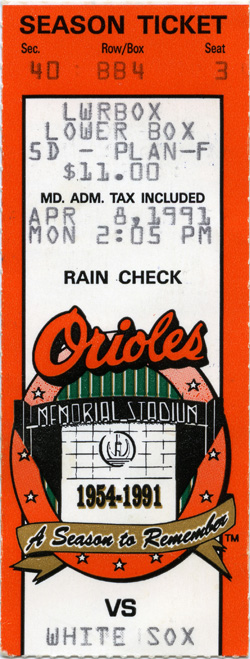 SEASON TICKET
Sec. Row/Box Seat
40 BB4 3
LWRBOX
LOWER BOX
SD - PLAN-F
$11.00
MD. ADM. TAX INCLUDED
APR 8,1991
MON 2:05 PM
RAIN CHECK
Orioles
MEMORIAL STADIUM
1954-1991
A Season to Remember
TM
VS
WHITE SOX